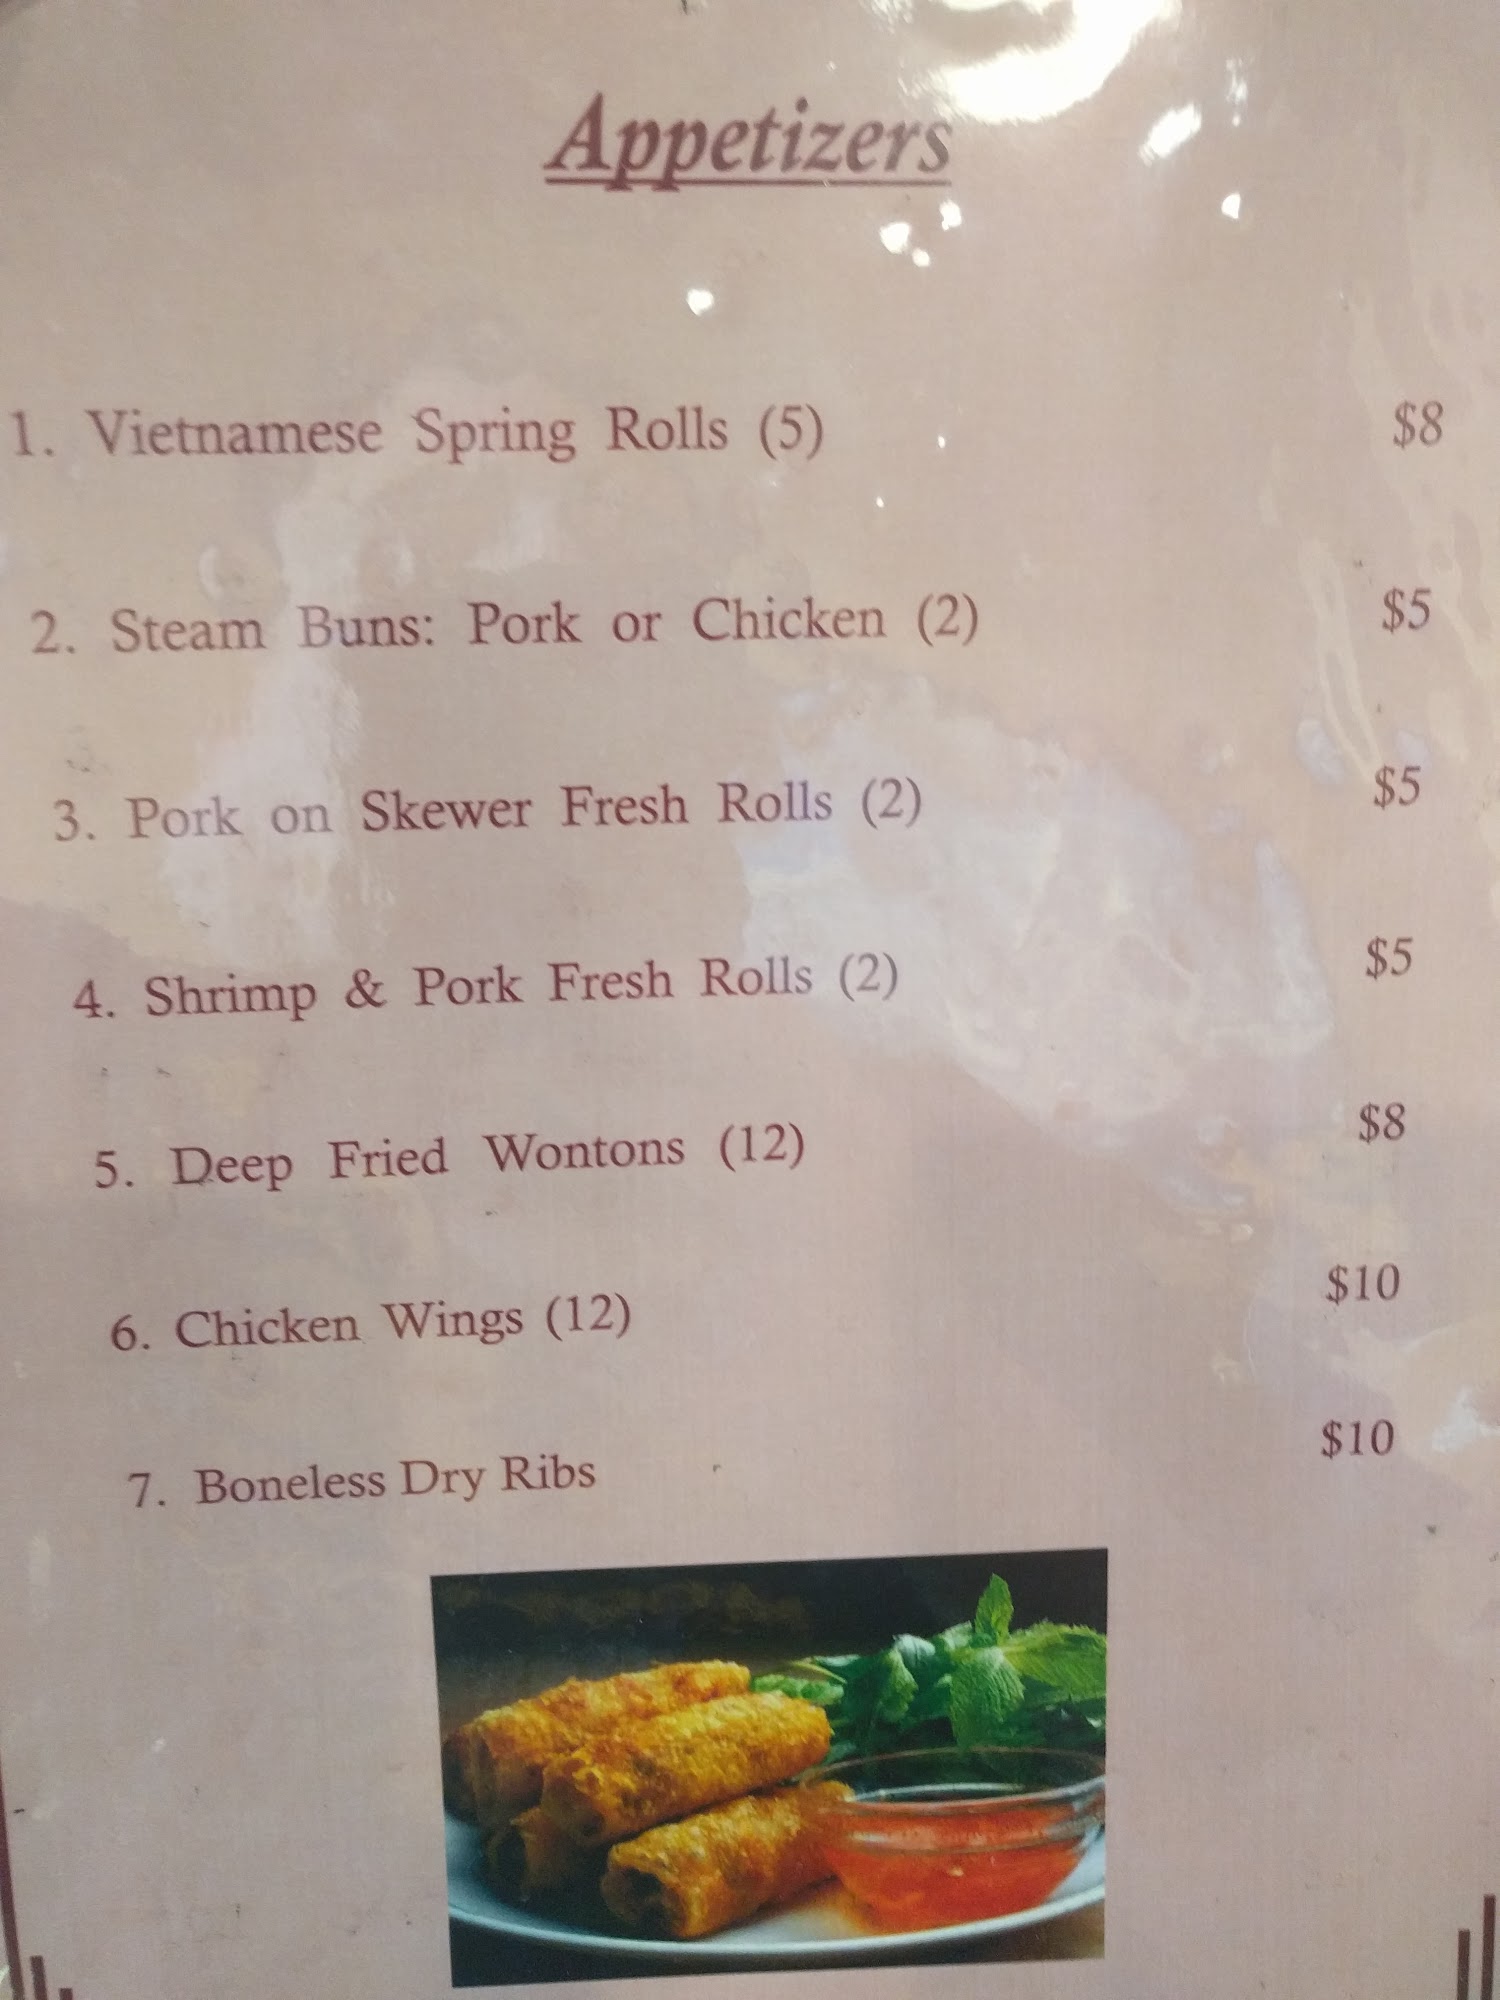 Appetizers
1. Vietnamese Spring Rolls (5) $8
2. Steam Buns: Pork or Chicken (2) $5
3. Pork on Skewer Fresh Rolls (2) $5
4. Shrimp & Pork Fresh Rolls (2) $5
5. Deep Fried Wontons (12) $8
6. Chicken Wings (12) $10
7. Boneless Dry Ribs $10